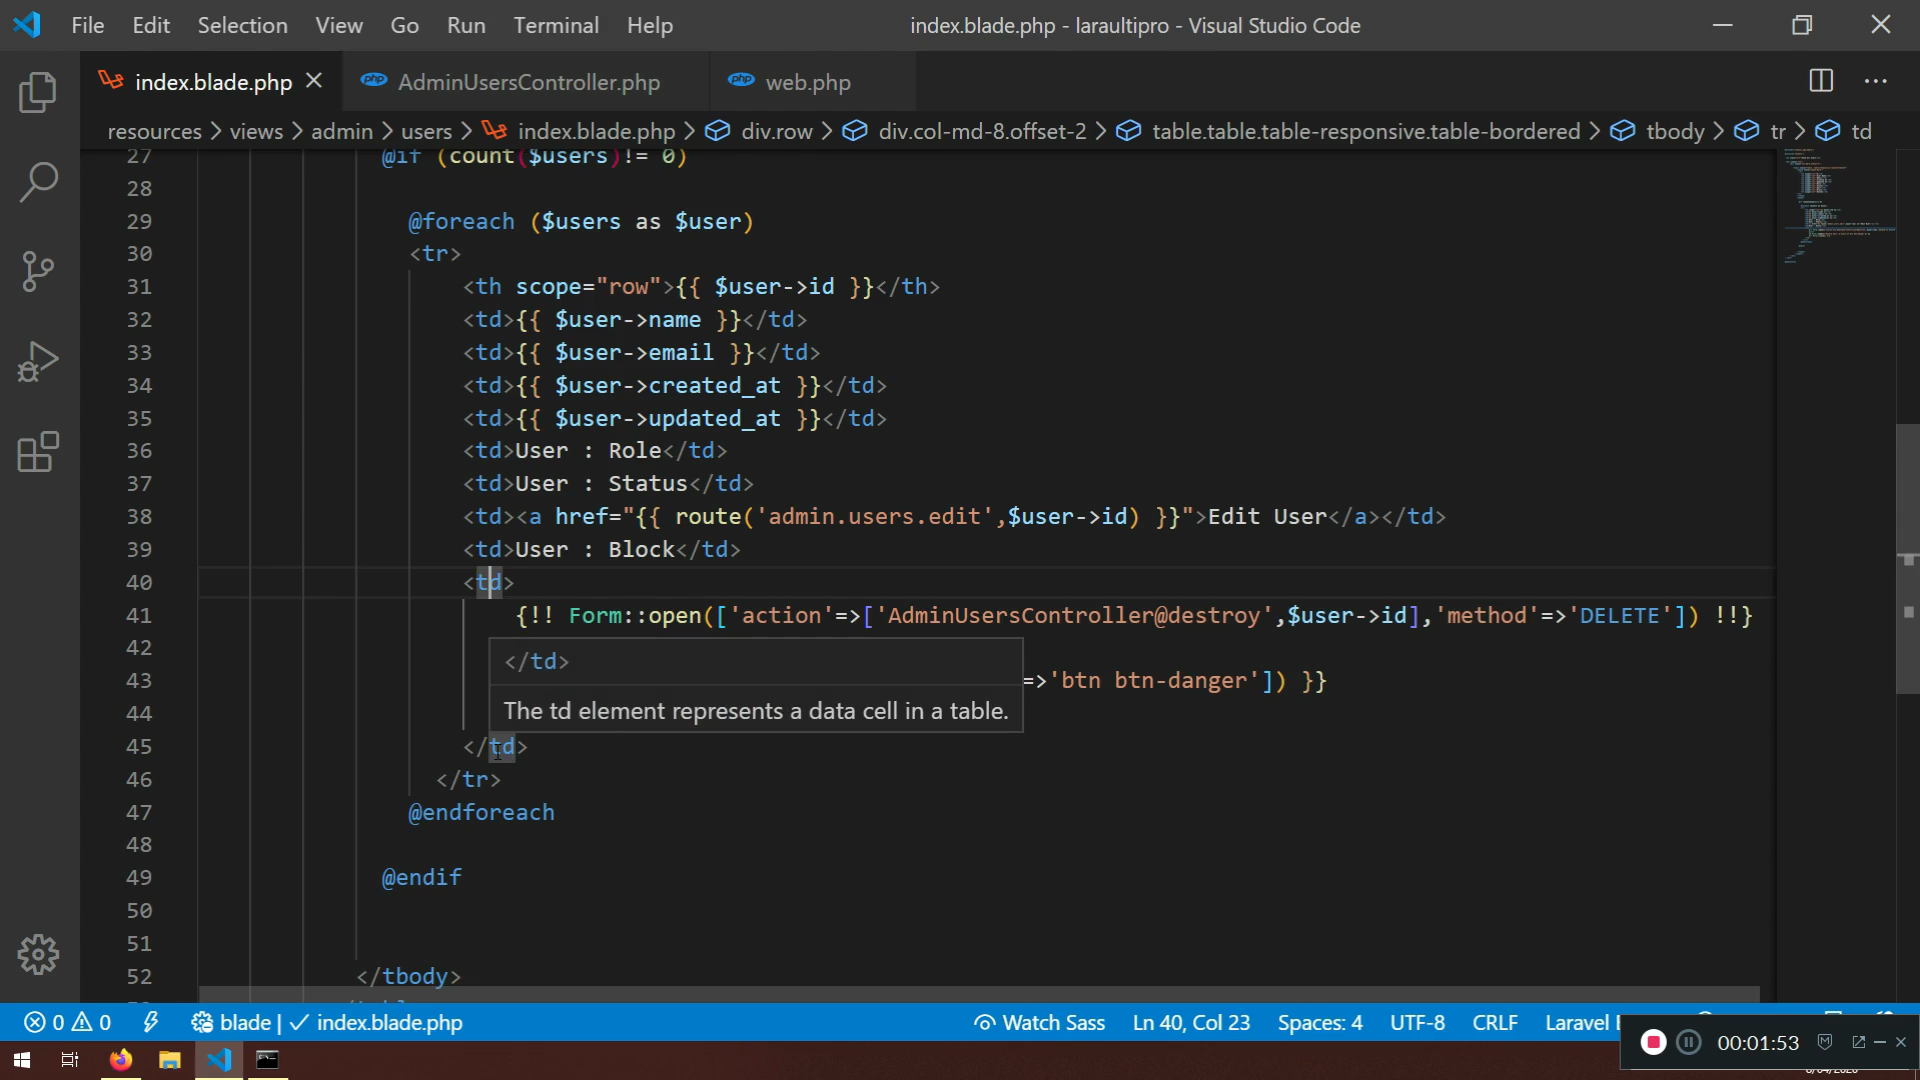 File Edit Selection View Go Run Terminal Help index.blade.php - laraultipro - Visual Studio Code
index.blade.php AdminUsersController.php web.php
resources > views > admin > users > index.blade.php > div.row > div.col-md-8.offset-2 > table.table.table-responsive.table-bordered > tbody > tr > td
27 @if (count($users)!= 0)
28
29 @foreach ($users as $user)
30 <tr>
31 <th scope="row">{{ $user->id }}</th>
32 <td>{{ $user->name }}</td>
33 <td>{{ $user->email }}</td>
34 <td>{{ $user->created_at }}</td>
35 <td>{{ $user->updated_at }}</td>
36 <td>User : Role</td>
37 <td>User : Status</td>
38 <td><a href="{{ route('admin.users.edit',$user->id) }}">Edit User</a></td>
39 <td>User : Block</td>
40 <td>
41 {!! Form::open(['action'=>['AdminUsersController@destroy',$user->id],'method'=>'DELETE']) !!}
42 </td>
43 =>'btn btn-danger']) }}
44 The td element represents a data cell in a table.
45 </td>
46 </tr>
47 @endforeach
48
49 @endif
50
51
52 </tbody>
0 0 blade | index.blade.php Watch Sass Ln 40, Col 23 Spaces: 4 UTF-8 CRLF Laravel
00:01:53